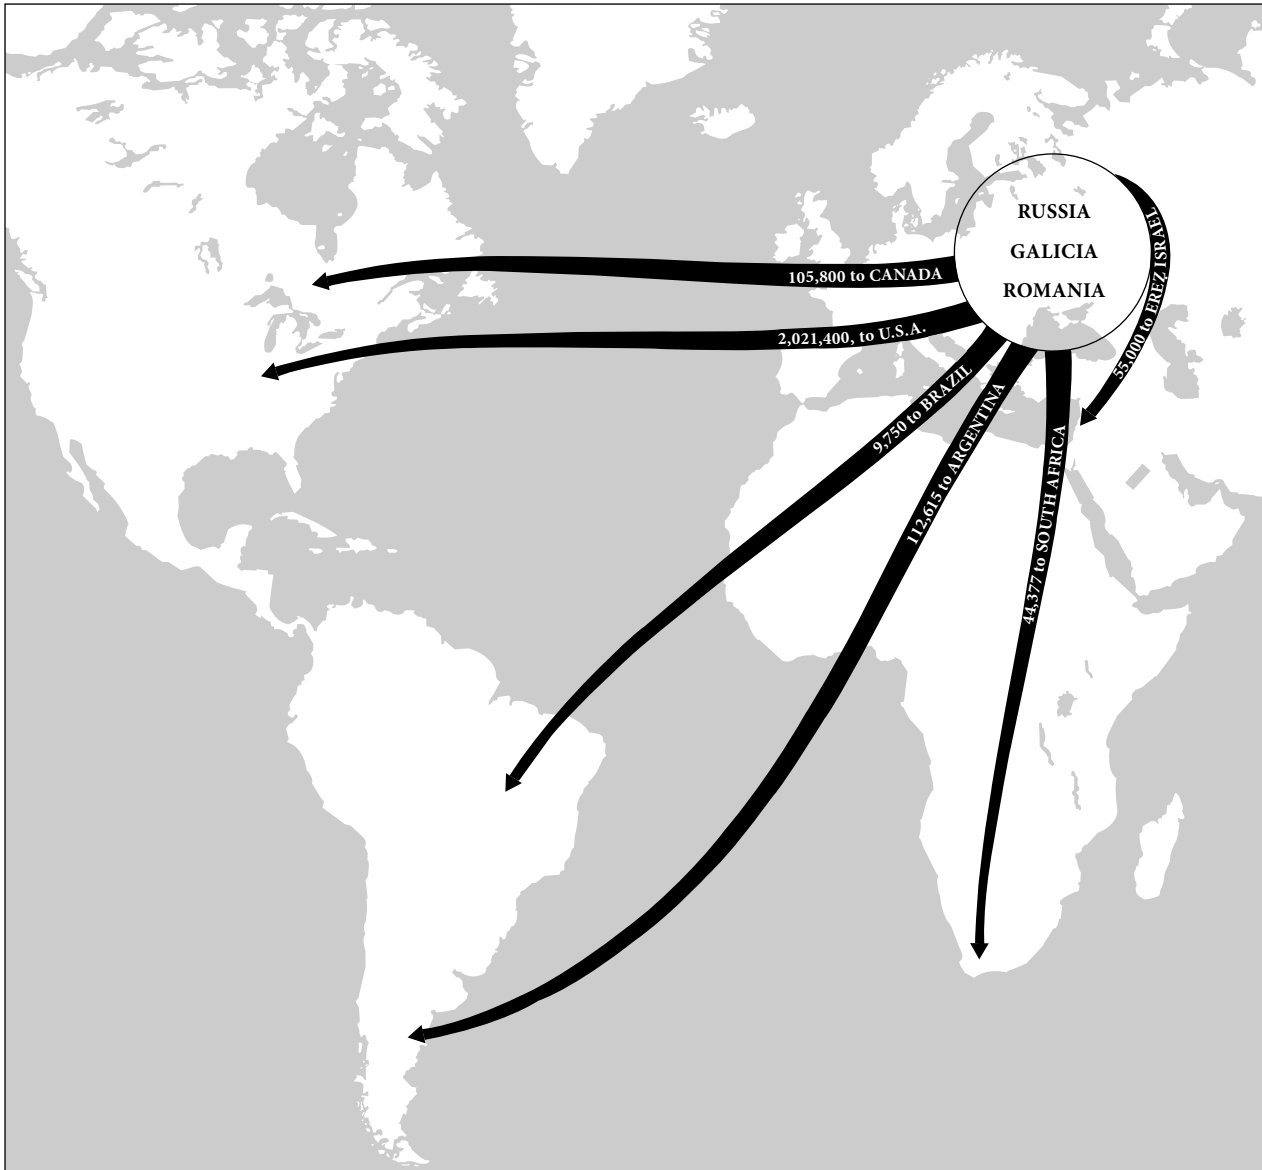 RUSSIA
GALICIA
ROMANIA
105,800 to CANADA
2,021,400, to U.S.A.
9,750 to BRAZIL
112,615 to ARGENTINA
44,377 to SOUTH AFRICA
55,000 to EREẒ ISRAEL